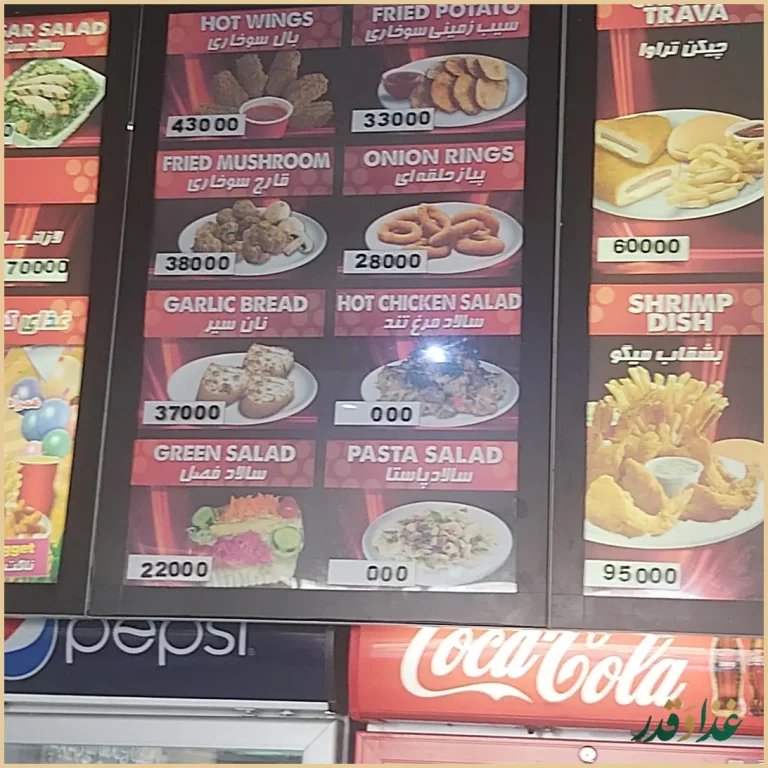 SALAD
70000
gget
HOT WINGS
بال سوخاری
43000
FRIED POTATO
سیب زمینی سوخاری
33000
FRIED MUSHROOM
قارچ سوخاری
38000
ONION RINGS
پیاز حلقه ای
28000
GARLIC BREAD
نان سیر
37000
HOT CHICKEN SALAD
سالاد مرغ تند
000
GREEN SALAD
سالاد فصل
22000
PASTA SALAD
سالاد پاستا
000
TRAVA
چیکن تراوا
60000
SHRIMP
DISH
بشقاب میگو
95000
pepsi
Coca-Cola
غذا و قدر